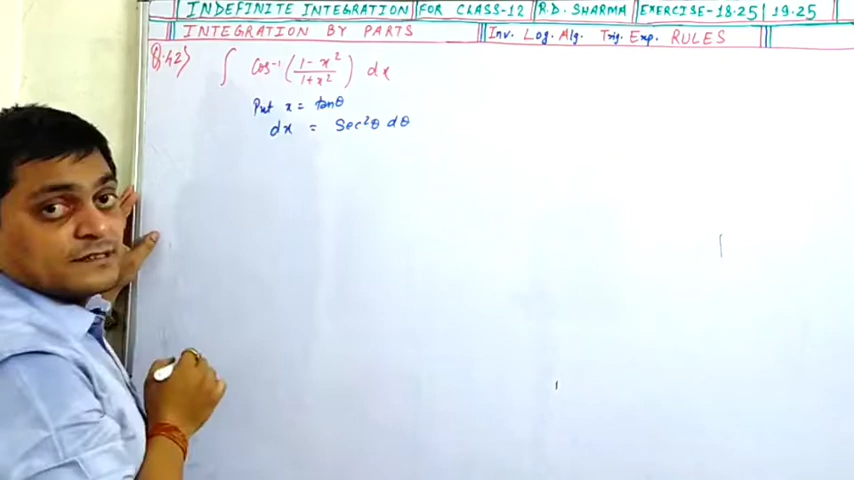 INDEFINITE INTEGRATION FOR CLASS-12 R.D. SHARMA EXERCISE-18.25 19.25
INTEGRATION BY PARTS Inv. Log. Alg. Trig. Exp. RULES
Q.42) ∫ Cos⁻¹ (1-x²/1+x²) dx
Put x = tanθ
dx = Sec²θ dθ